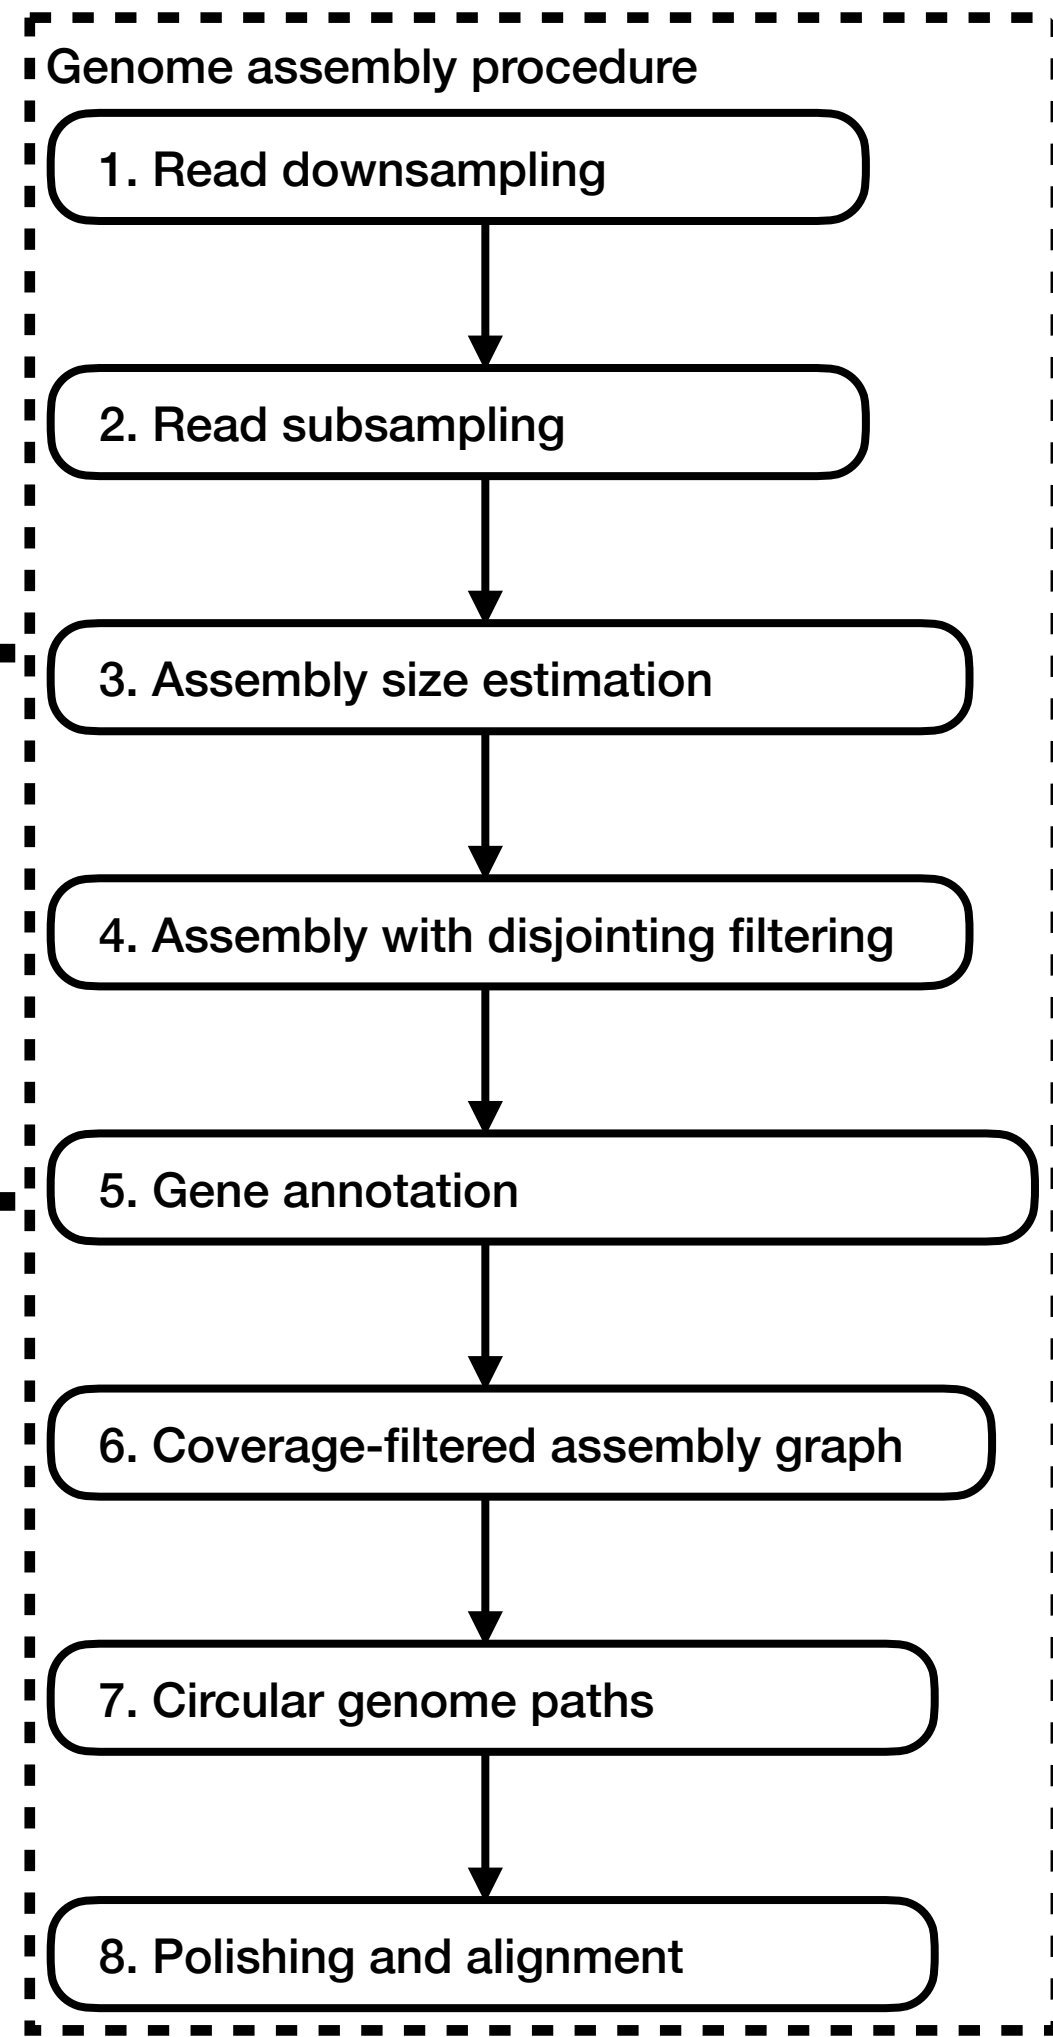 Genome assembly procedure
1. Read downsampling
2. Read subsampling
3. Assembly size estimation
4. Assembly with disjointing filtering
5. Gene annotation
6. Coverage-filtered assembly graph
7. Circular genome paths
8. Polishing and alignment